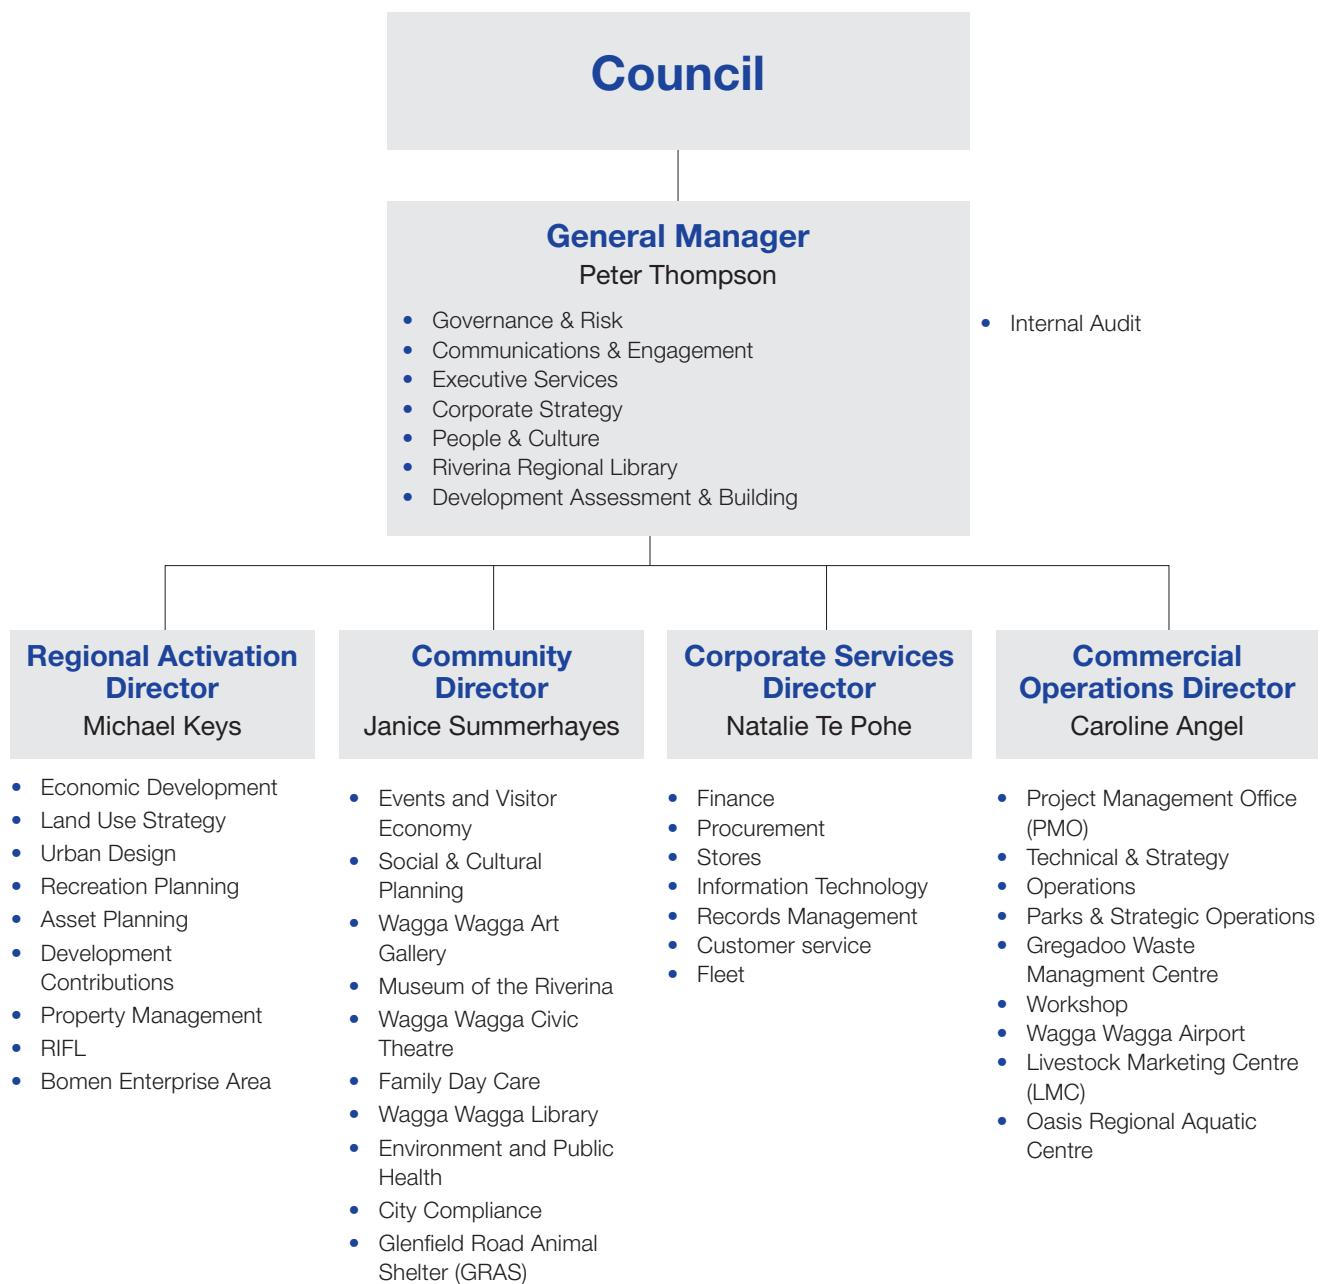 Council
General Manager
Peter Thompson
• Governance & Risk
• Communications & Engagement
• Executive Services
• Corporate Strategy
• People & Culture
• Riverina Regional Library
• Development Assessment & Building
• Internal Audit
Regional Activation
Director
Michael Keys
• Economic Development
• Land Use Strategy
• Urban Design
• Recreation Planning
• Asset Planning
• Development
Contributions
• Property Management
• RIFL
• Bomen Enterprise Area
Community
Director
Janice Summerhayes
• Events and Visitor
Economy
• Social & Cultural
Planning
• Wagga Wagga Art
Gallery
• Museum of the Riverina
• Wagga Wagga Civic
Theatre
• Family Day Care
• Wagga Wagga Library
• Environment and Public
Health
• City Compliance
• Glenfield Road Animal
Shelter (GRAS)
Corporate Services
Director
Natalie Te Pohe
• Finance
• Procurement
• Stores
• Information Technology
• Records Management
• Customer service
• Fleet
Commercial
Operations Director
Caroline Angel
• Project Management Office
(PMO)
• Technical & Strategy
• Operations
• Parks & Strategic Operations
• Gregadoo Waste
Managment Centre
• Workshop
• Wagga Wagga Airport
• Livestock Marketing Centre
(LMC)
• Oasis Regional Aquatic
Centre